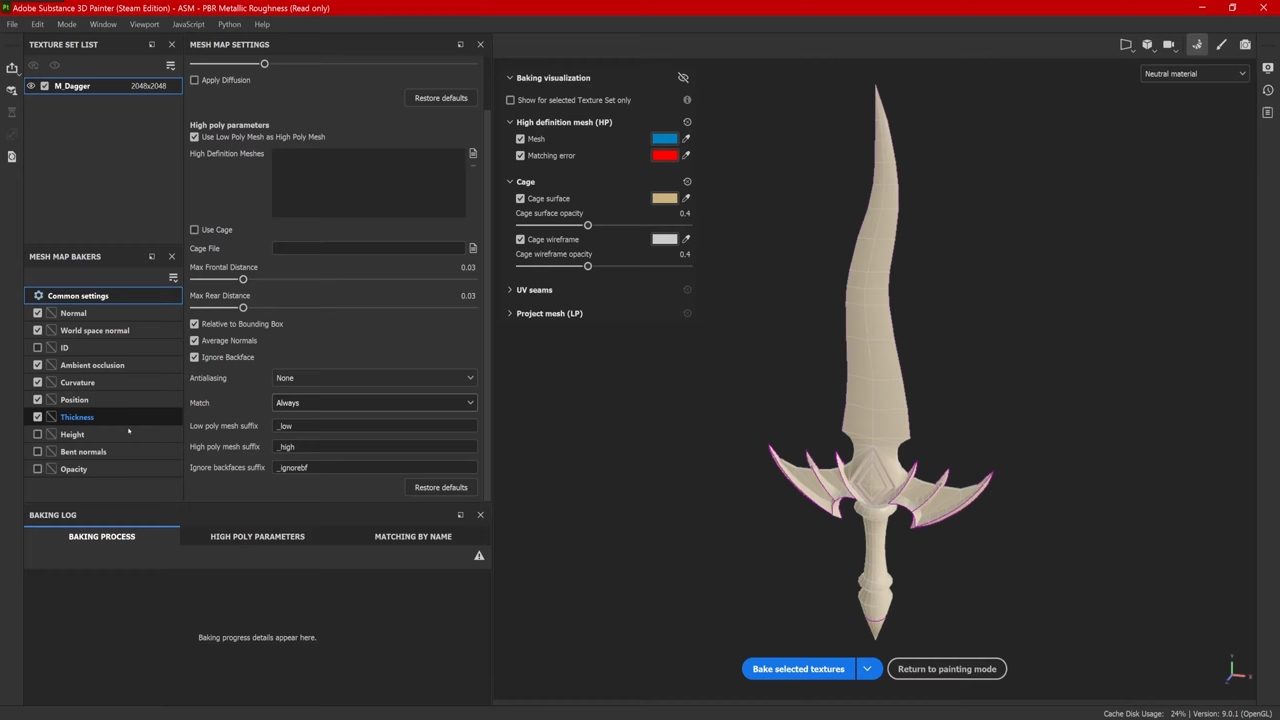 Pt Adobe Substance 3D Painter (Steam Edition) - ASM - PBR Metallic Roughness (Read only)
File Edit Mode Window Viewport JavaScript Python Help
TEXTURE SET LIST
M_Dagger 2048x2048
MESH MAP BAKERS
Common settings
Normal
World space normal
ID
Ambient occlusion
Curvature
Position
Thickness
Height
Bent normals
Opacity
MESH MAP SETTINGS
Apply Diffusion
Restore defaults
High poly parameters
Use Low Poly Mesh as High Poly Mesh
High Definition Meshes
Use Cage
Cage File
Max Frontal Distance 0.03
Max Rear Distance 0.03
Relative to Bounding Box
Average Normals
Ignore Backface
Antialiasing None
Match Always
Low poly mesh suffix _low
High poly mesh suffix _high
Ignore backfaces suffix _ignorebf
Restore defaults
BAKING LOG
BAKING PROCESS HIGH POLY PARAMETERS MATCHING BY NAME
Baking progress details appear here.
Baking visualization
Show for selected Texture Set only
High definition mesh (HP)
Mesh
Matching error
Cage
Cage surface
Cage surface opacity 0.4
Cage wireframe
Cage wireframe opacity 0.4
UV seams
Project mesh (LP)
Neutral material
Bake selected textures
Return to painting mode
Y
X
Cache Disk Usage: 24% | Version: 9.0.1 (OpenGL)